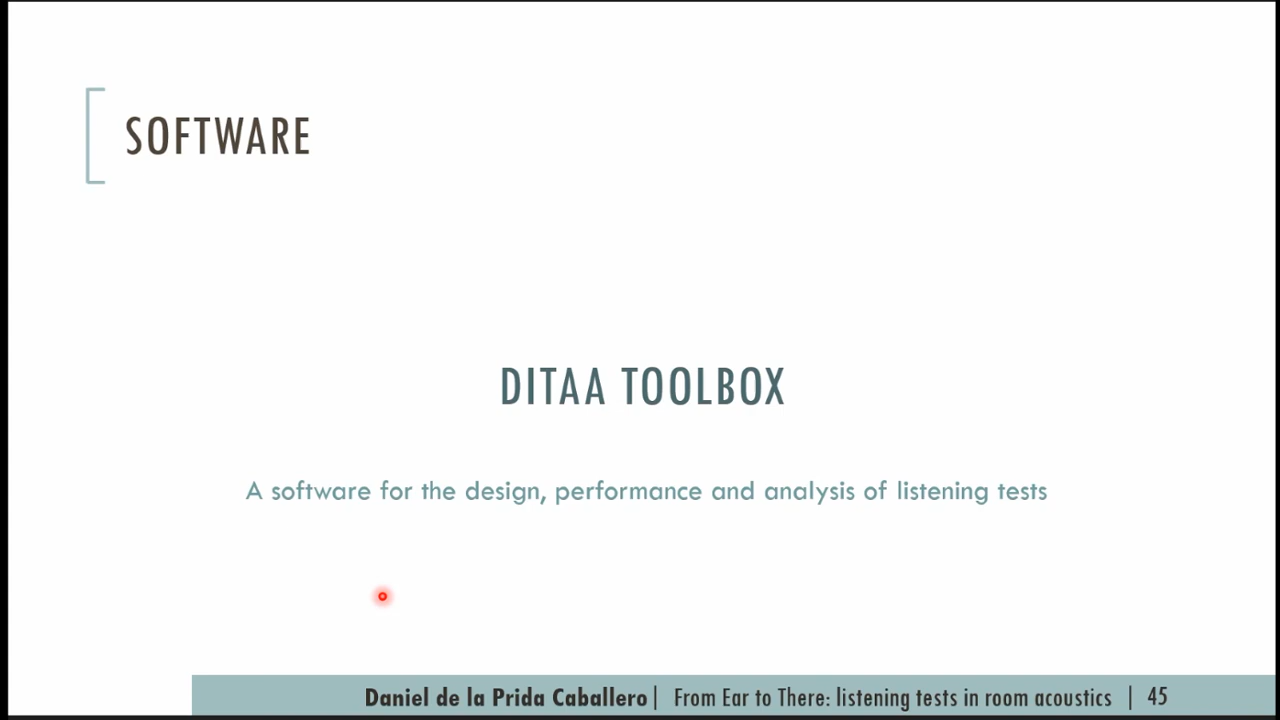 SOFTWARE
DITAA TOOLBOX
A software for the design, performance and analysis of listening tests
Daniel de la Prida Caballero | From Ear to There: listening tests in room acoustics | 45